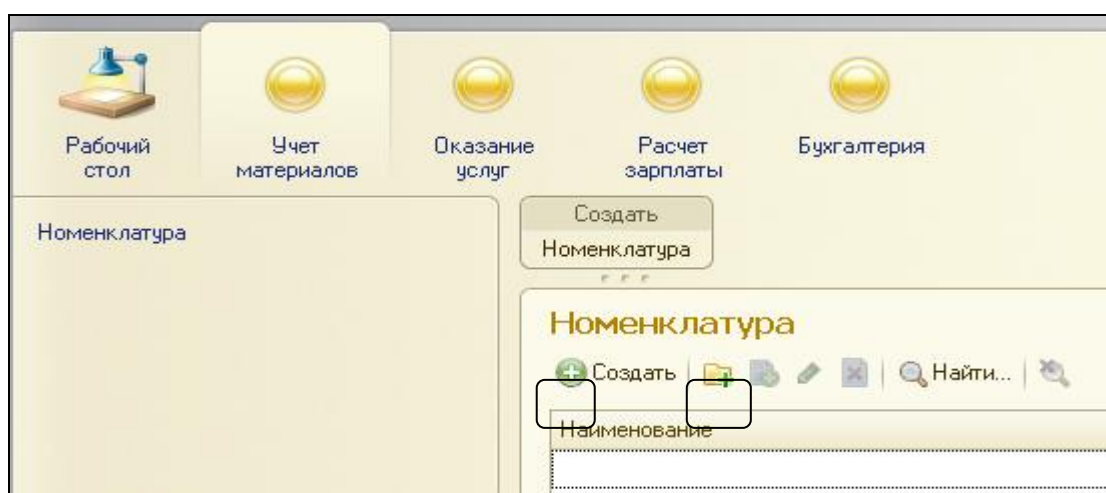 Рабочий
стол
Учет
материалов
Оказание
услуг
Расчет
зарплаты
Бухгалтерия
Номенклатура
Создать
Номенклатура
Номенклатура
Создать Найти...
Наименование